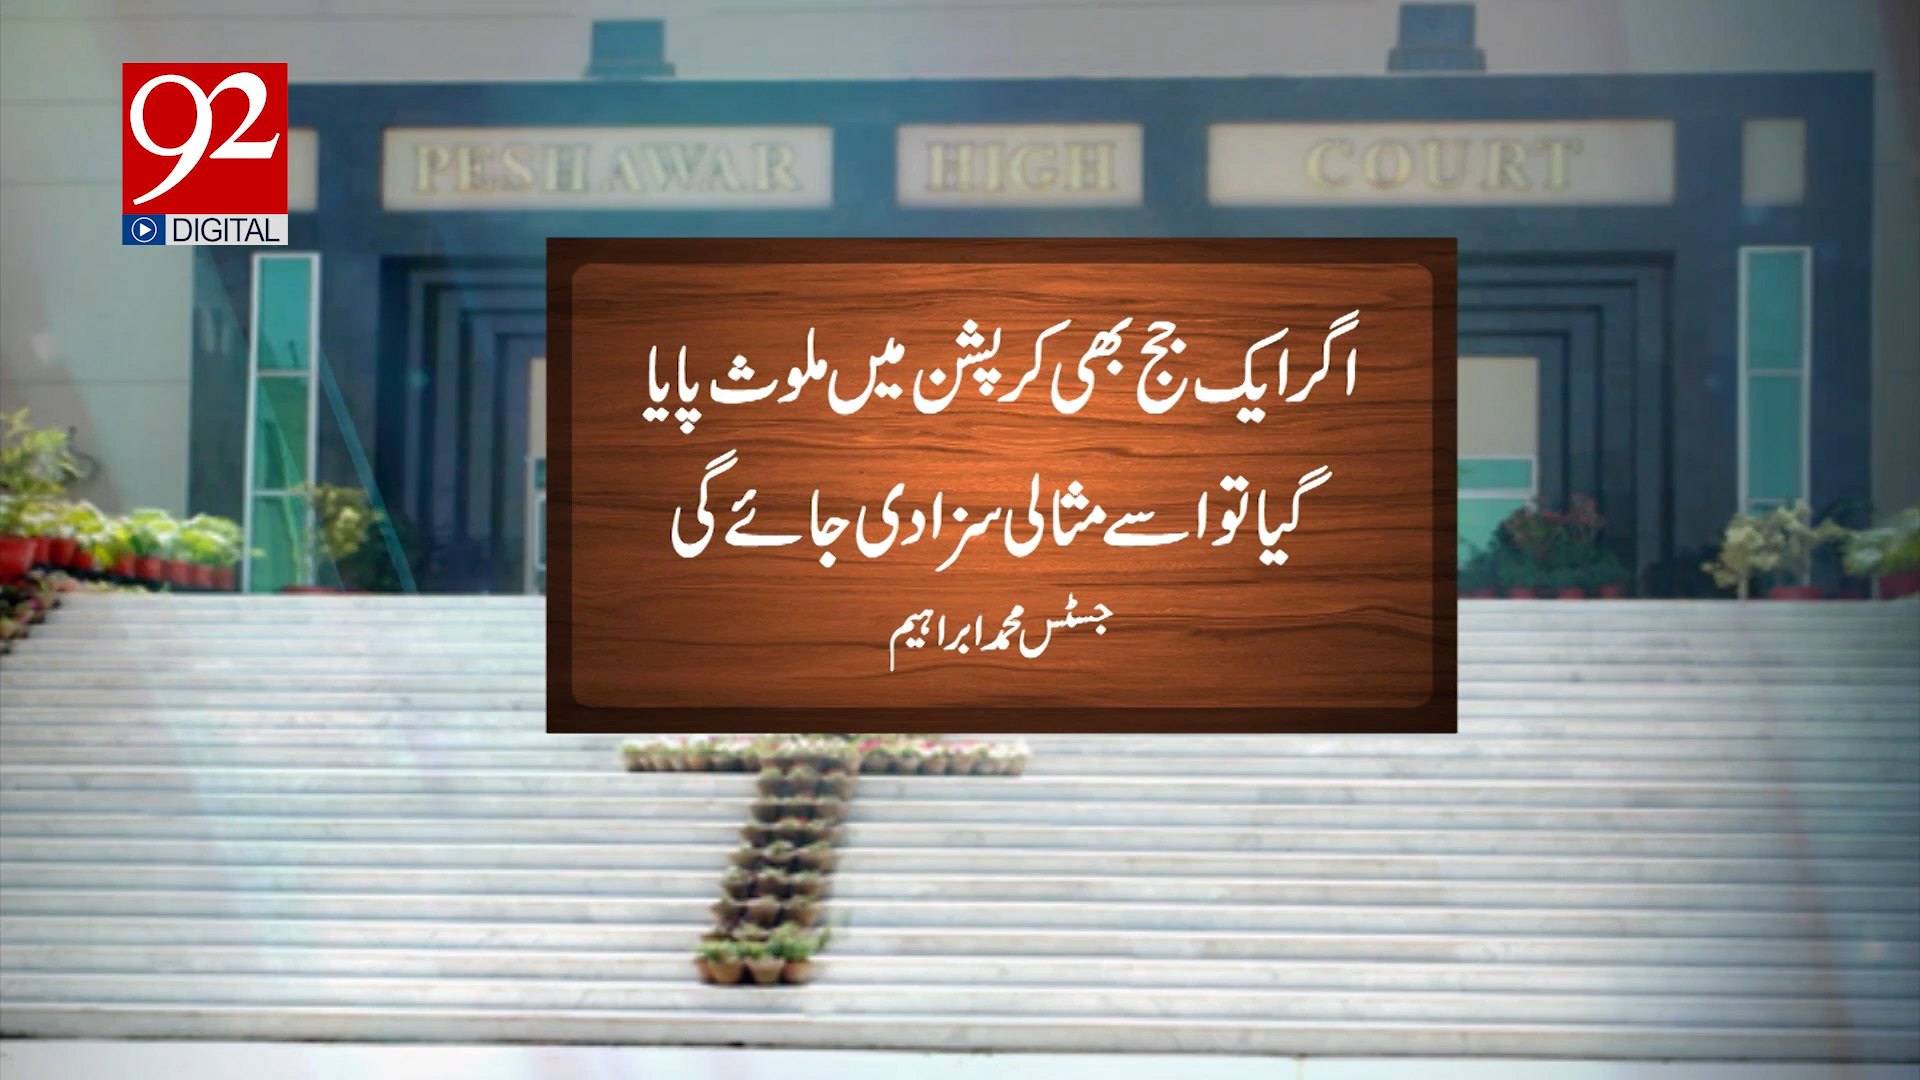 92
DIGITAL
PESHAWAR HIGH COURT
اگر ایک جج بھی کرپشن میں ملوث پایا
گیا تو اسے مثالی سزا دی جائے گی
جسٹس محمد ابراہیم